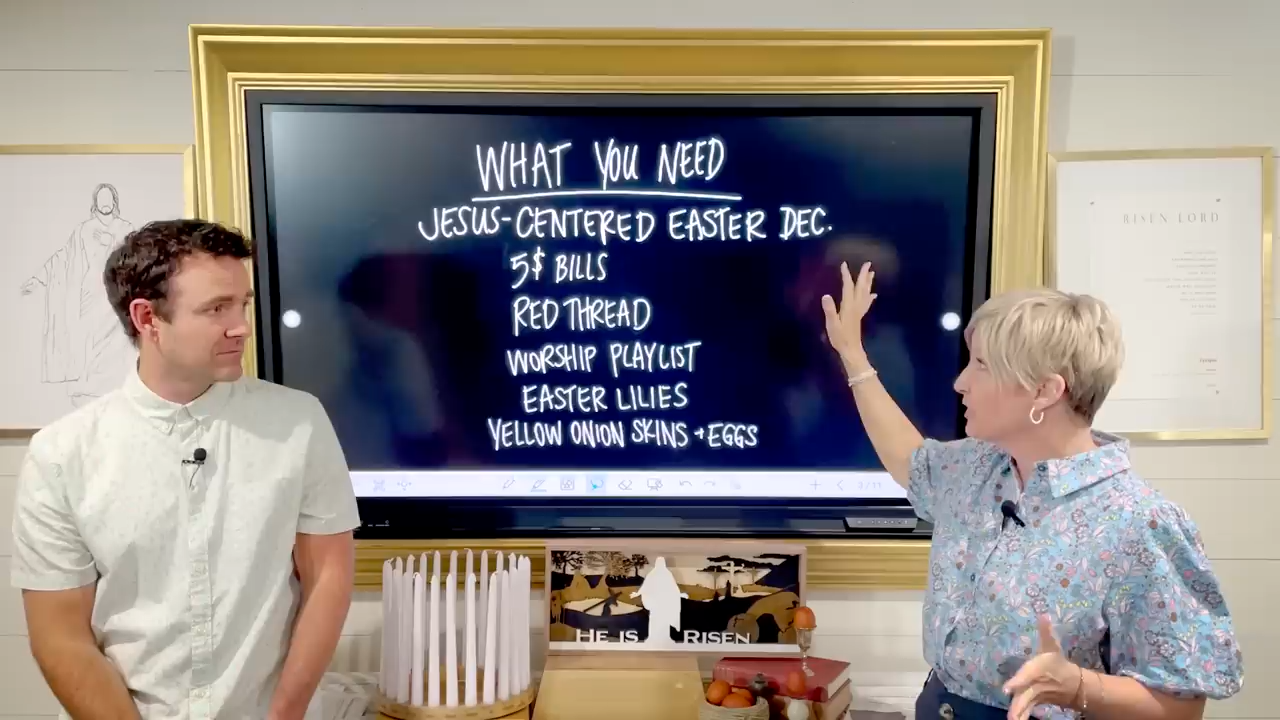 WHAT YOU NEED
JESUS-CENTERED EASTER DEC.
5$ BILLS
RED THREAD
WORSHIP PLAYLIST
EASTER LILIES
YELLOW ONION SKINS + EGGS
RISEN LORD
HE IS RISEN